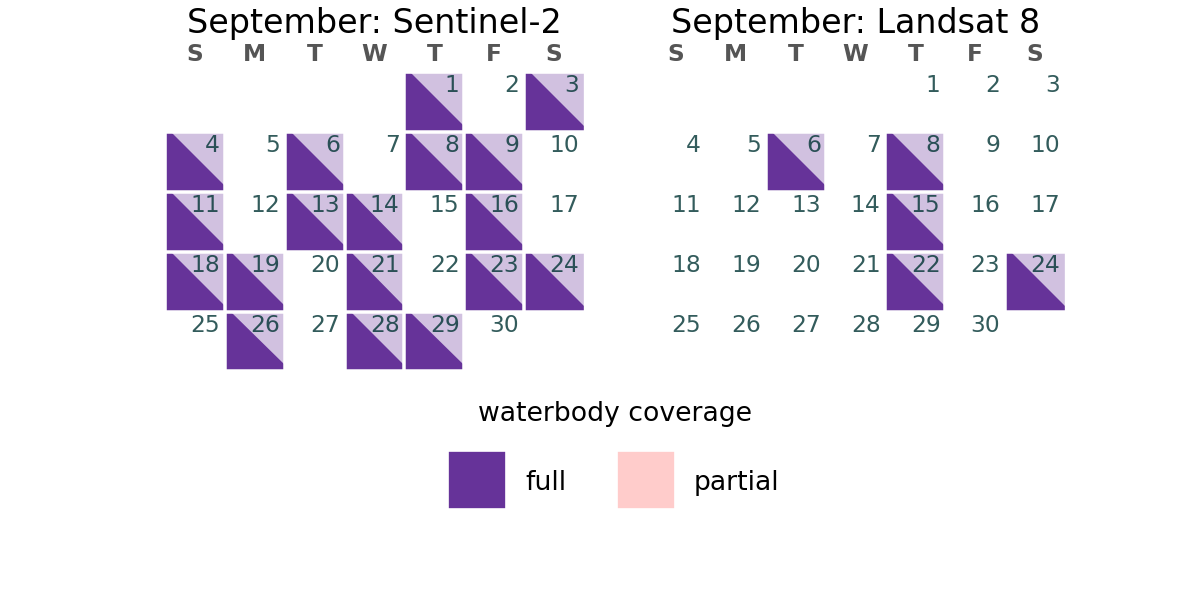 September: Sentinel-2
S M T W T F S
1 2 3
4 5 6 7 8 9 10
11 12 13 14 15 16 17
18 19 20 21 22 23 24
25 26 27 28 29 30
September: Landsat 8
S M T W T F S
1 2 3
4 5 6 7 8 9 10
11 12 13 14 15 16 17
18 19 20 21 22 23 24
25 26 27 28 29 30
waterbody coverage
full partial